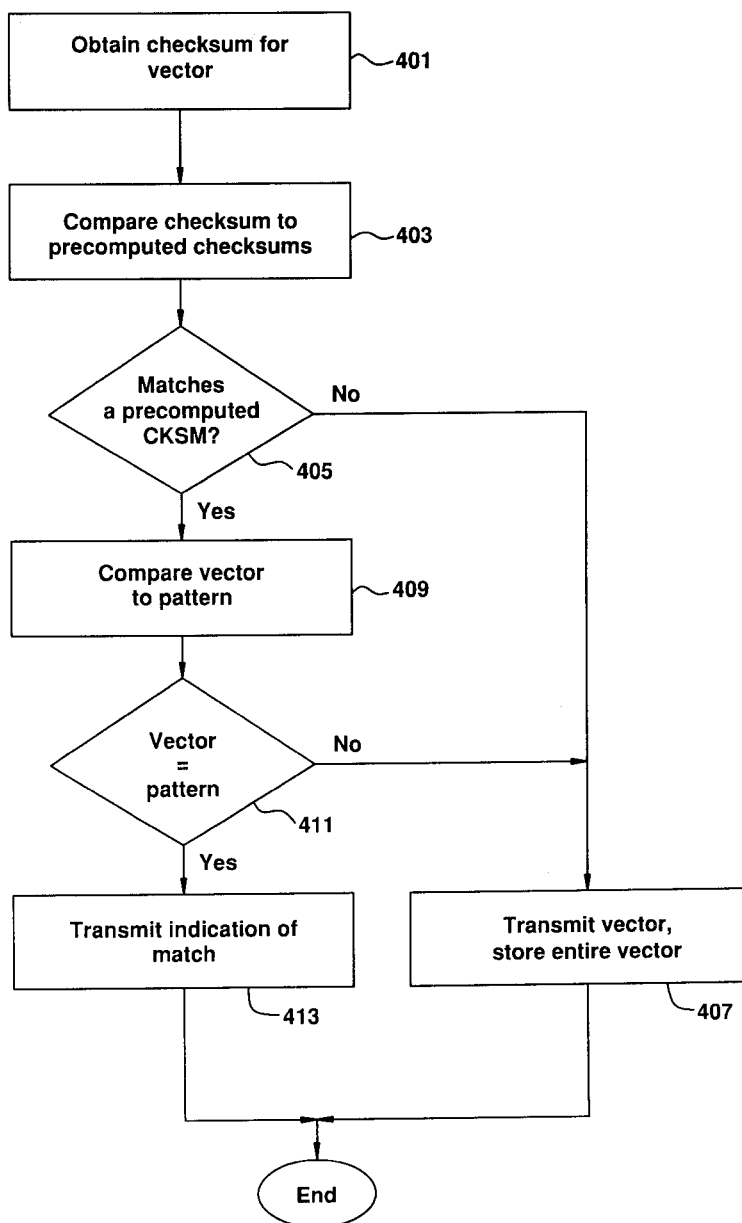 Obtain checksum for
vector
401
Compare checksum to
precomputed checksums
403
Matches
a precomputed
CKSM?
No
405
Yes
Compare vector
to pattern
409
Vector
=
pattern
No
411
Yes
Transmit indication of
match
413
Transmit vector,
store entire vector
407
End